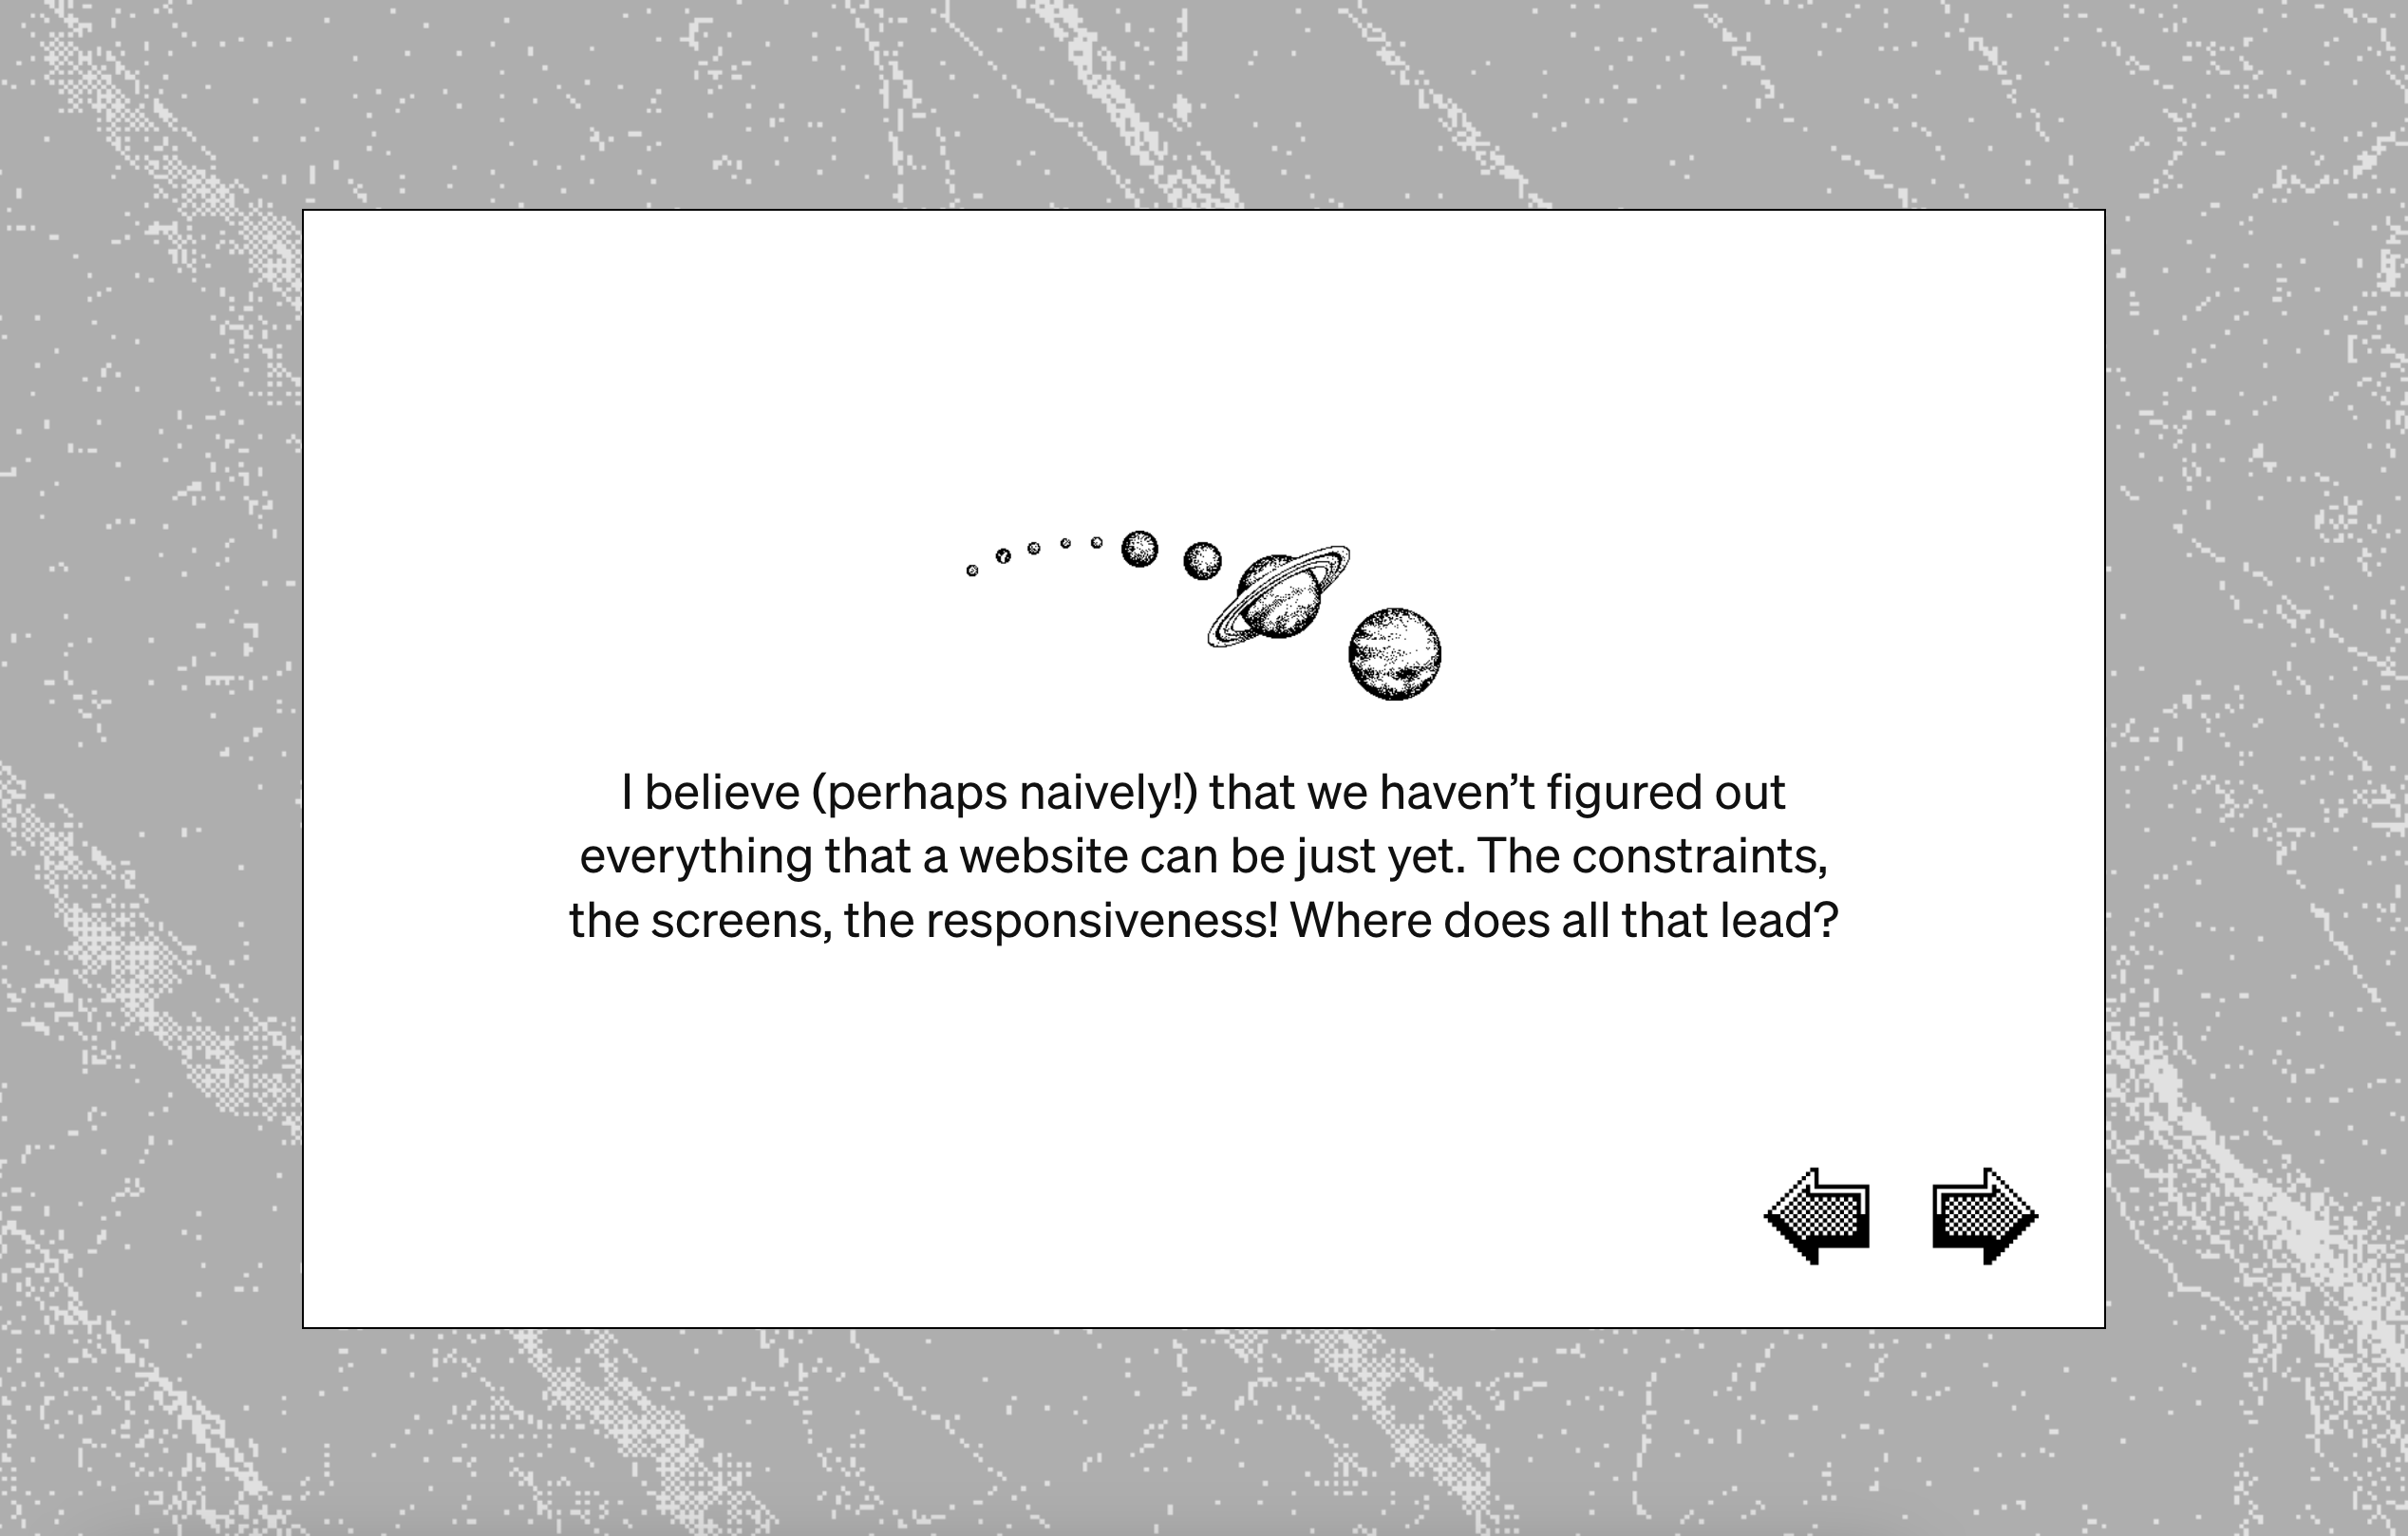 I believe (perhaps naively!) that we haven’t figured out
everything that a website can be just yet. The constraints,
the screens, the responsiveness! Where does all that lead?